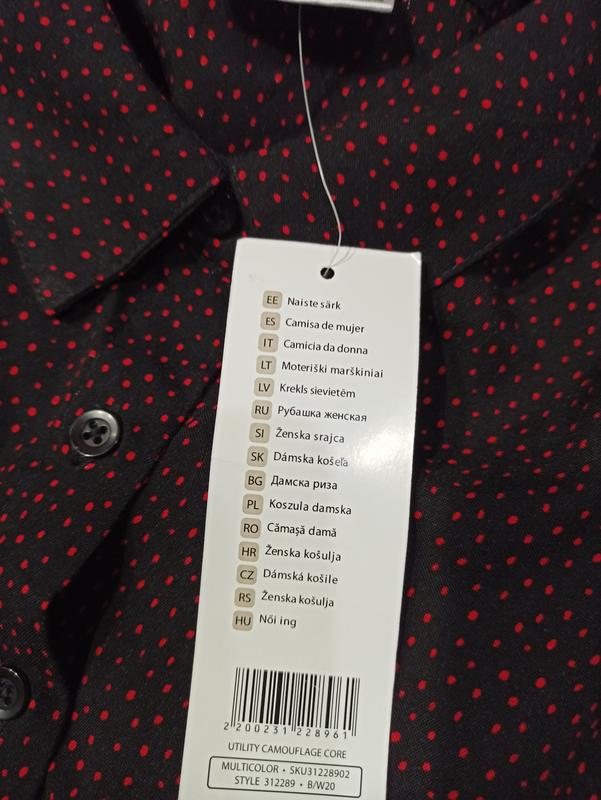 EE Naiste särk
ES Camisa de mujer
IT Camicia da donna
LT Moteriški marškiniai
LV Krekls sievietēm
RU Рубашка женская
SI Ženska srajca
SK Dámska košeľa
BG Дамска риза
PL Koszula damska
RO Cămaşă damă
HR Ženska košulja
CZ Dámská košile
RS Ženska košulja
HU Női ing
2 200231 228961
UTILITY CAMOUFLAGE CORE
MULTICOLOR • SKU31228902
STYLE 312289 • B/W20